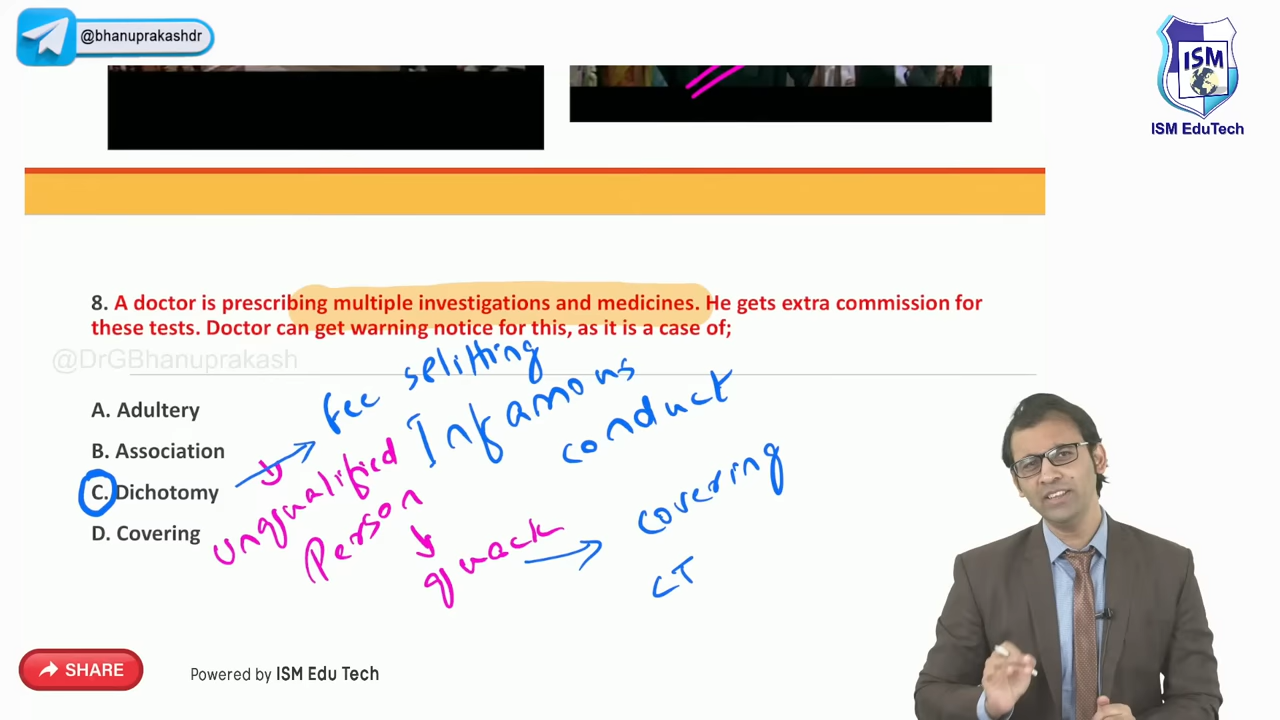 @bhanuprakashdr
ISM
ISM EduTech
8. A doctor is prescribing multiple investigations and medicines. He gets extra commission for
these tests. Doctor can get warning notice for this, as it is a case of;
@DrGBhanuprakash
Fee selitting
Infamous
conduct
A. Adultery
B. Association
C. Dichotomy
D. Covering
unqualified
Person
quack
covering
CT
SHARE
Powered by ISM Edu Tech